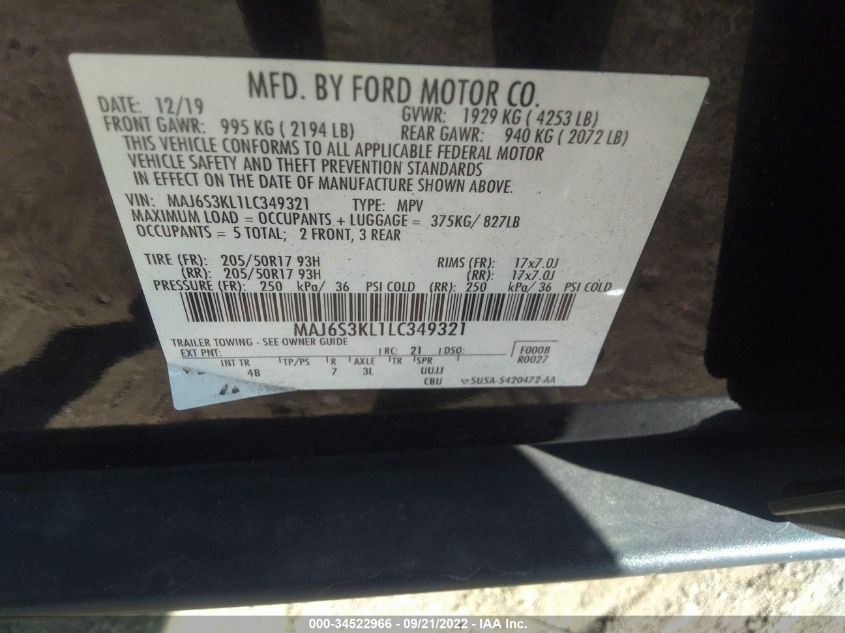 MFD. BY FORD MOTOR CO.
DATE: 12/19 GVWR: 1929 KG ( 4253 LB)
FRONT GAWR: 995 KG ( 2194 LB) REAR GAWR: 940 KG ( 2072 LB)
THIS VEHICLE CONFORMS TO ALL APPLICABLE FEDERAL MOTOR
VEHICLE SAFETY AND THEFT PREVENTION STANDARDS
IN EFFECT ON THE DATE OF MANUFACTURE SHOWN ABOVE.
VIN: MAJ6S3KL1LC349321 TYPE: MPV
MAXIMUM LOAD = OCCUPANTS + LUGGAGE = 375KG/ 827LB
OCCUPANTS = 5 TOTAL; 2 FRONT, 3 REAR
TIRE (FR): 205/50R17 93H RIMS (FR): 17x7.0J
(RR): 205/50R17 93H (RR): 17x7.0J
PRESSURE (FR): 250 kPa/ 36 PSI COLD (RR): 250 kPa/ 36 PSI COLD
MAJ6S3KL1LC349321
TRAILER TOWING - SEE OWNER GUIDE
EXT PNT: RC: 21 DSO: F0008
R0027
INT TR TP/PS R AXLE TR SPR
4B 7 3L UUJJ
CBU 5U5A-S420472-AA
000-34522966 - 09/21/2022 - IAA Inc.